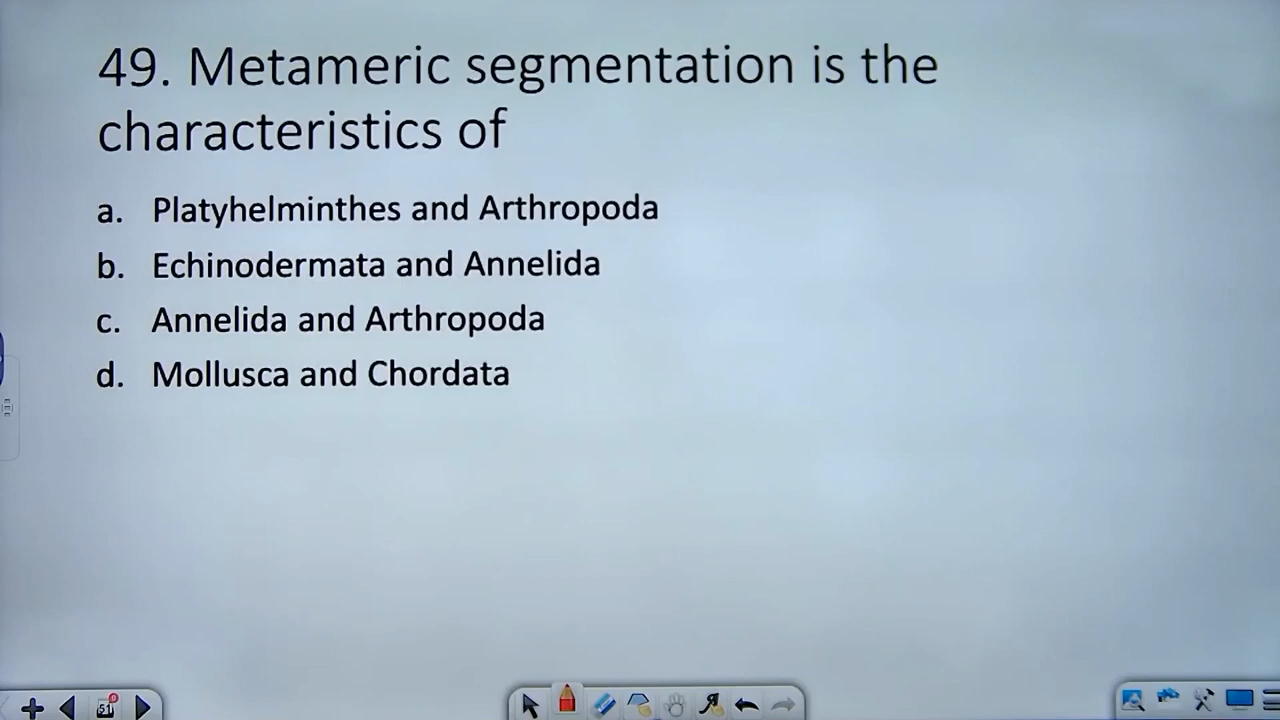 49. Metameric segmentation is the
characteristics of
a. Platyhelminthes and Arthropoda
b. Echinodermata and Annelida
c. Annelida and Arthropoda
d. Mollusca and Chordata
51